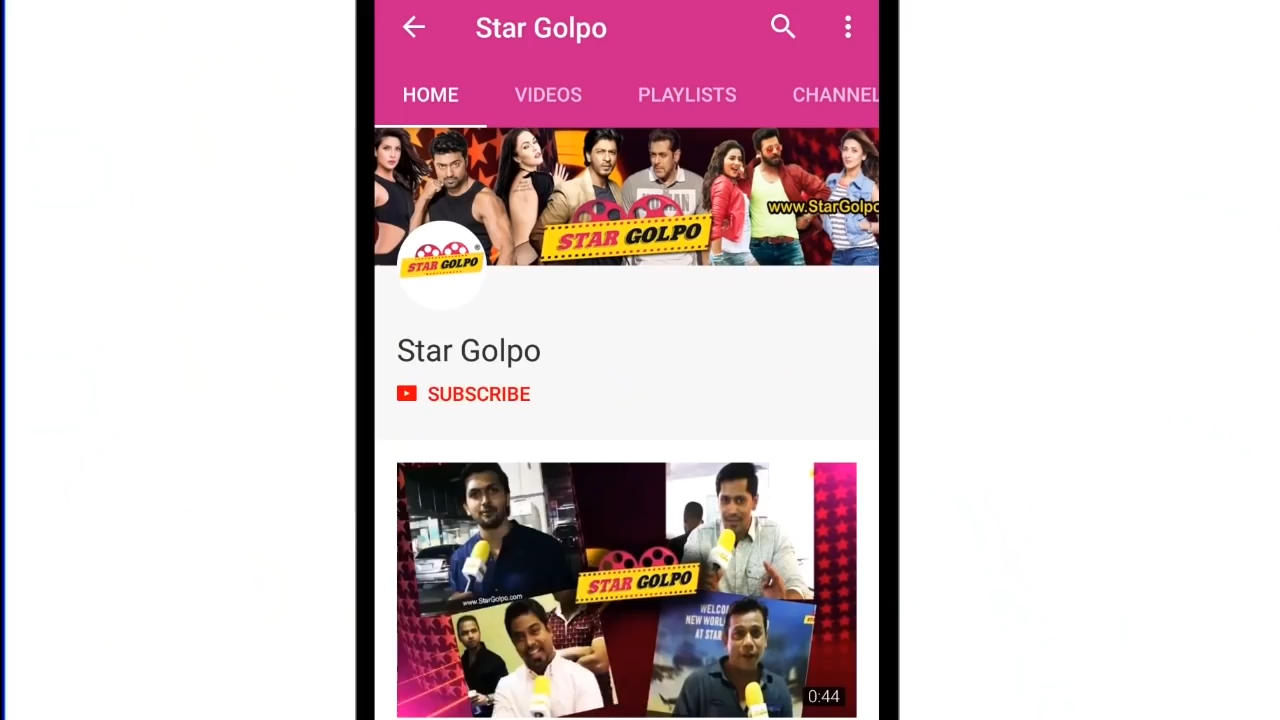 Star Golpo
HOME VIDEOS PLAYLISTS CHANNEL
www.StarGolpo
STAR GOLPO
STAR GOLPO
Star Golpo
SUBSCRIBE
STAR GOLPO
www.StarGolpo.com
WELCO
NEW WORL
AT STAR
0:44